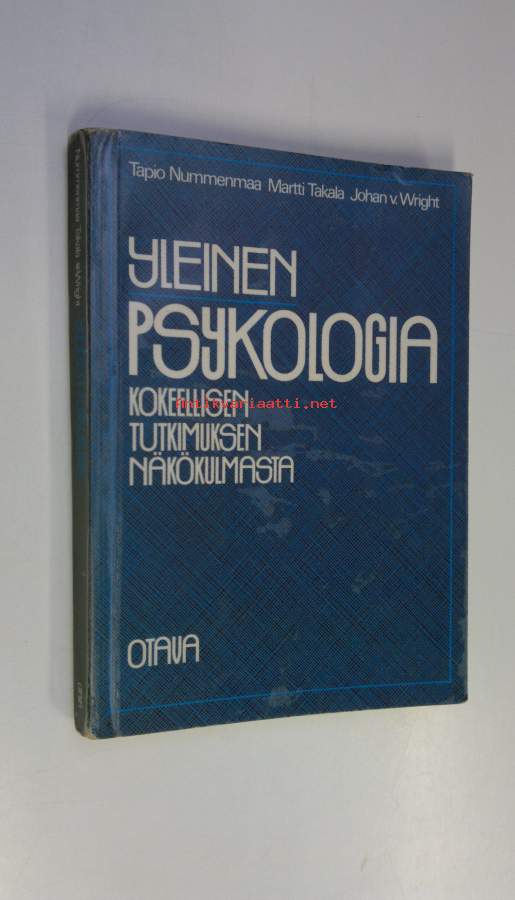 Tapio Nummenmaa Martti Takala Johan v. Wright
YLEINEN
PSYKOLOGIA
KOKEELLISEN
Antikvariaatti.net
TUTKIMUKSEN
NÄKÖKULMASTA
OTAVA